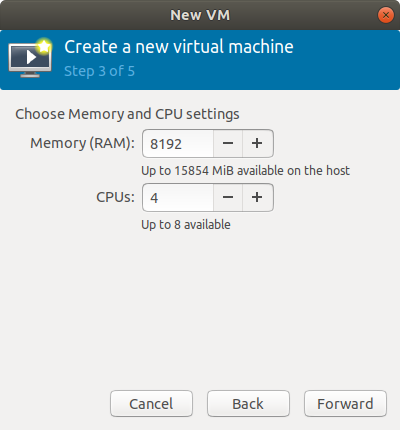 New VM
Create a new virtual machine
Step 3 of 5
Choose Memory and CPU settings
Memory (RAM): 8192 − +
Up to 15854 MiB available on the host
CPUs: 4 − +
Up to 8 available
Cancel Back Forward